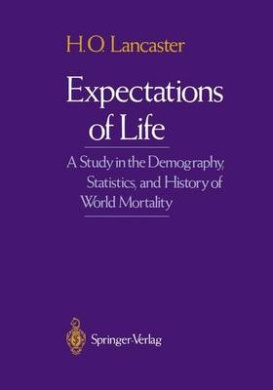 H.O. Lancaster
Expectations
of Life
A Study in the Demography,
Statistics, and History of
World Mortality
Springer-Verlag